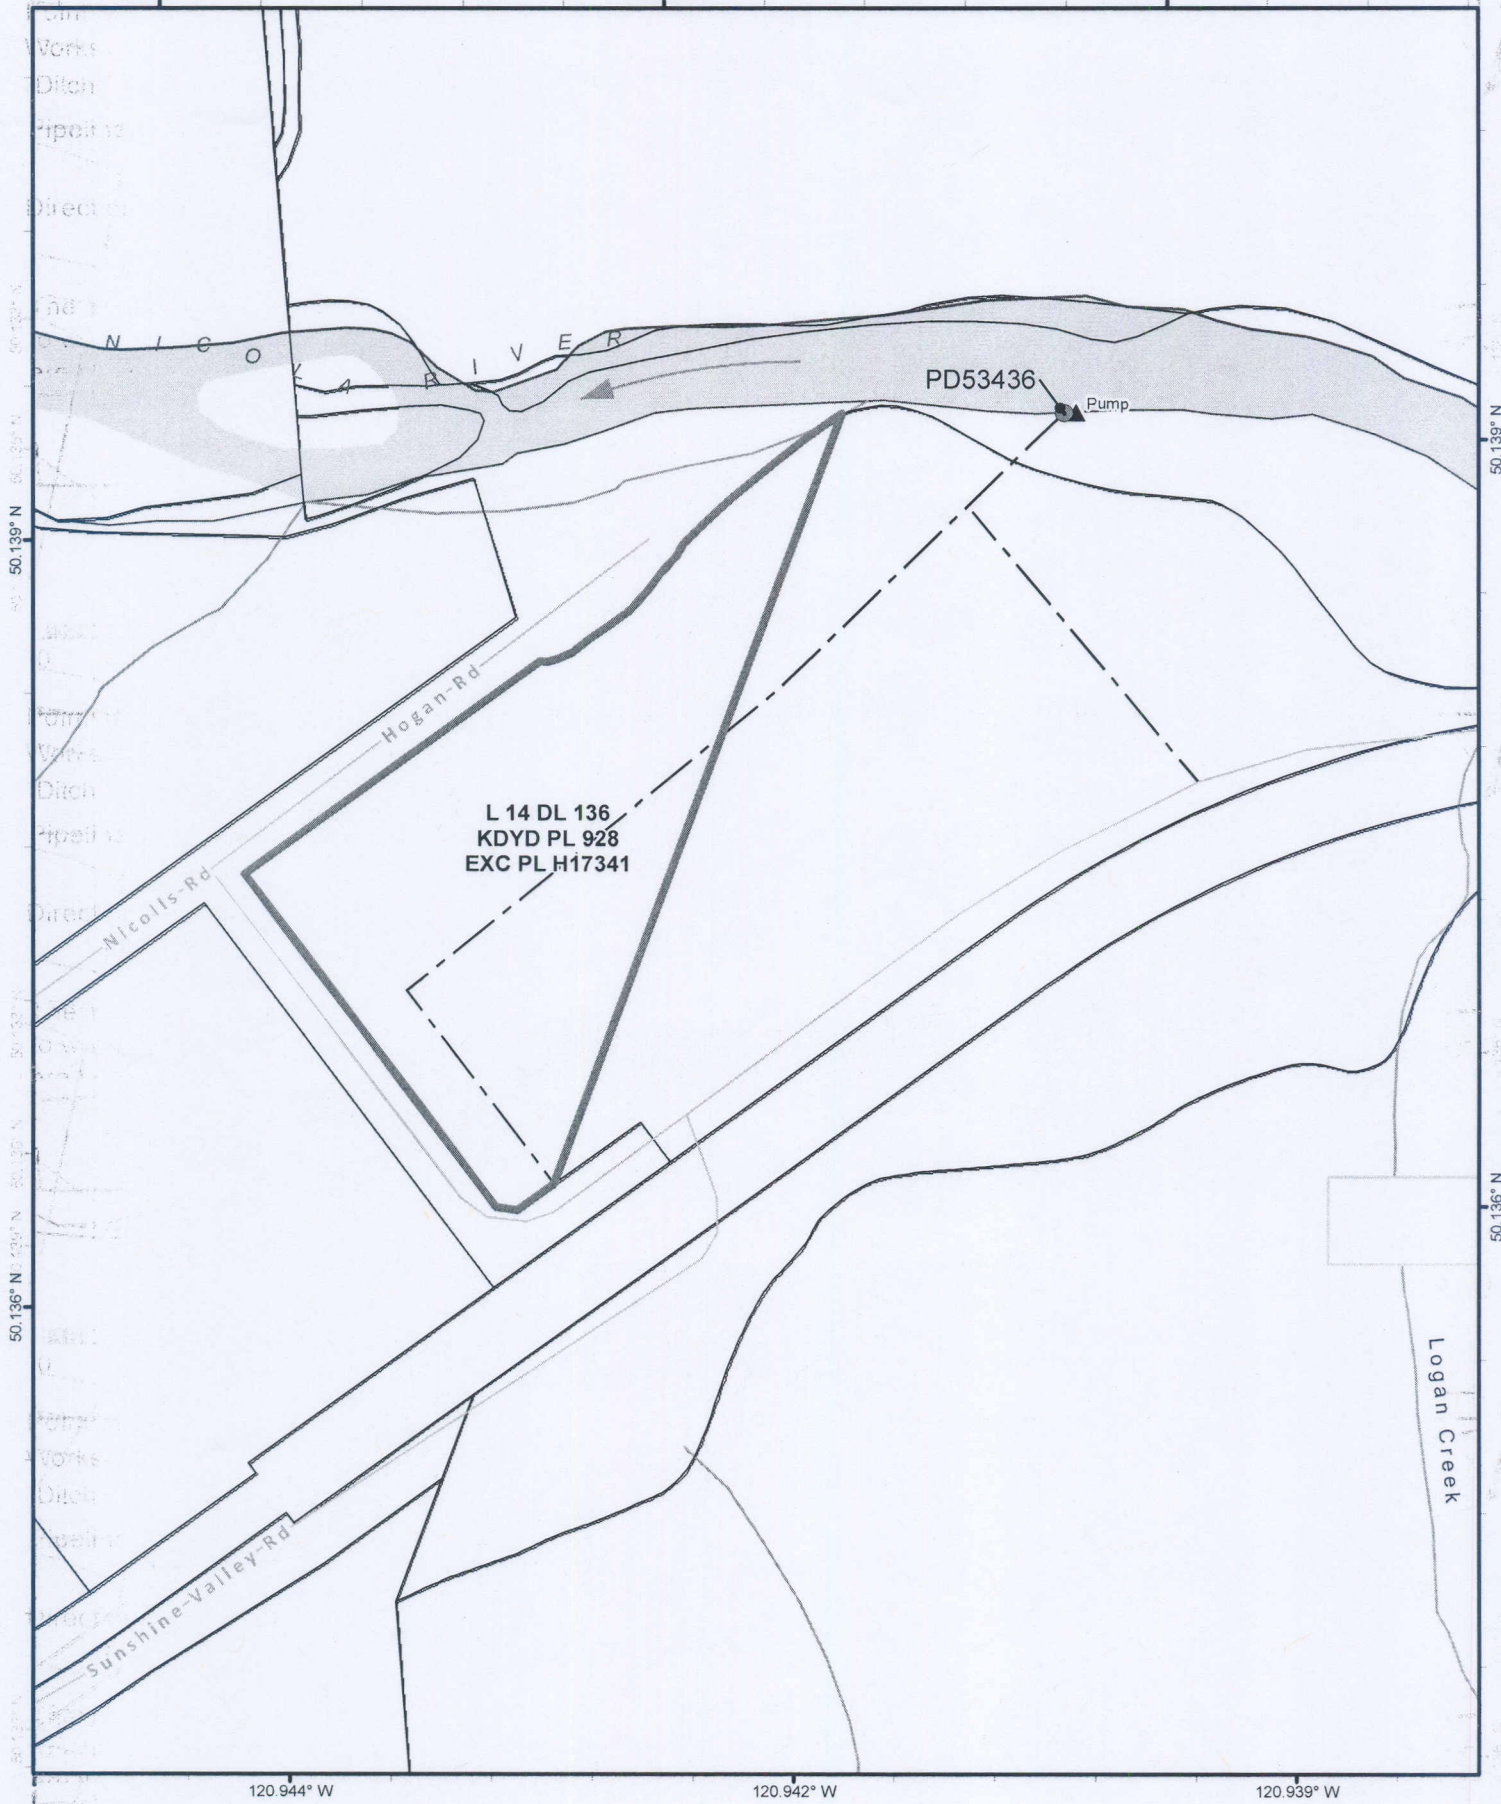 NICOLA RIVER
PD53436
Pump
50.139° N
50.139° N
Hogan-Rd
L 14 DL 136
KDYD PL 928
EXC PL H17341
Nicolls-Rd
50.136° N
50.136° N
Logan Creek
Sunshine-Valley-Rd
120.944° W
120.942° W
120.939° W